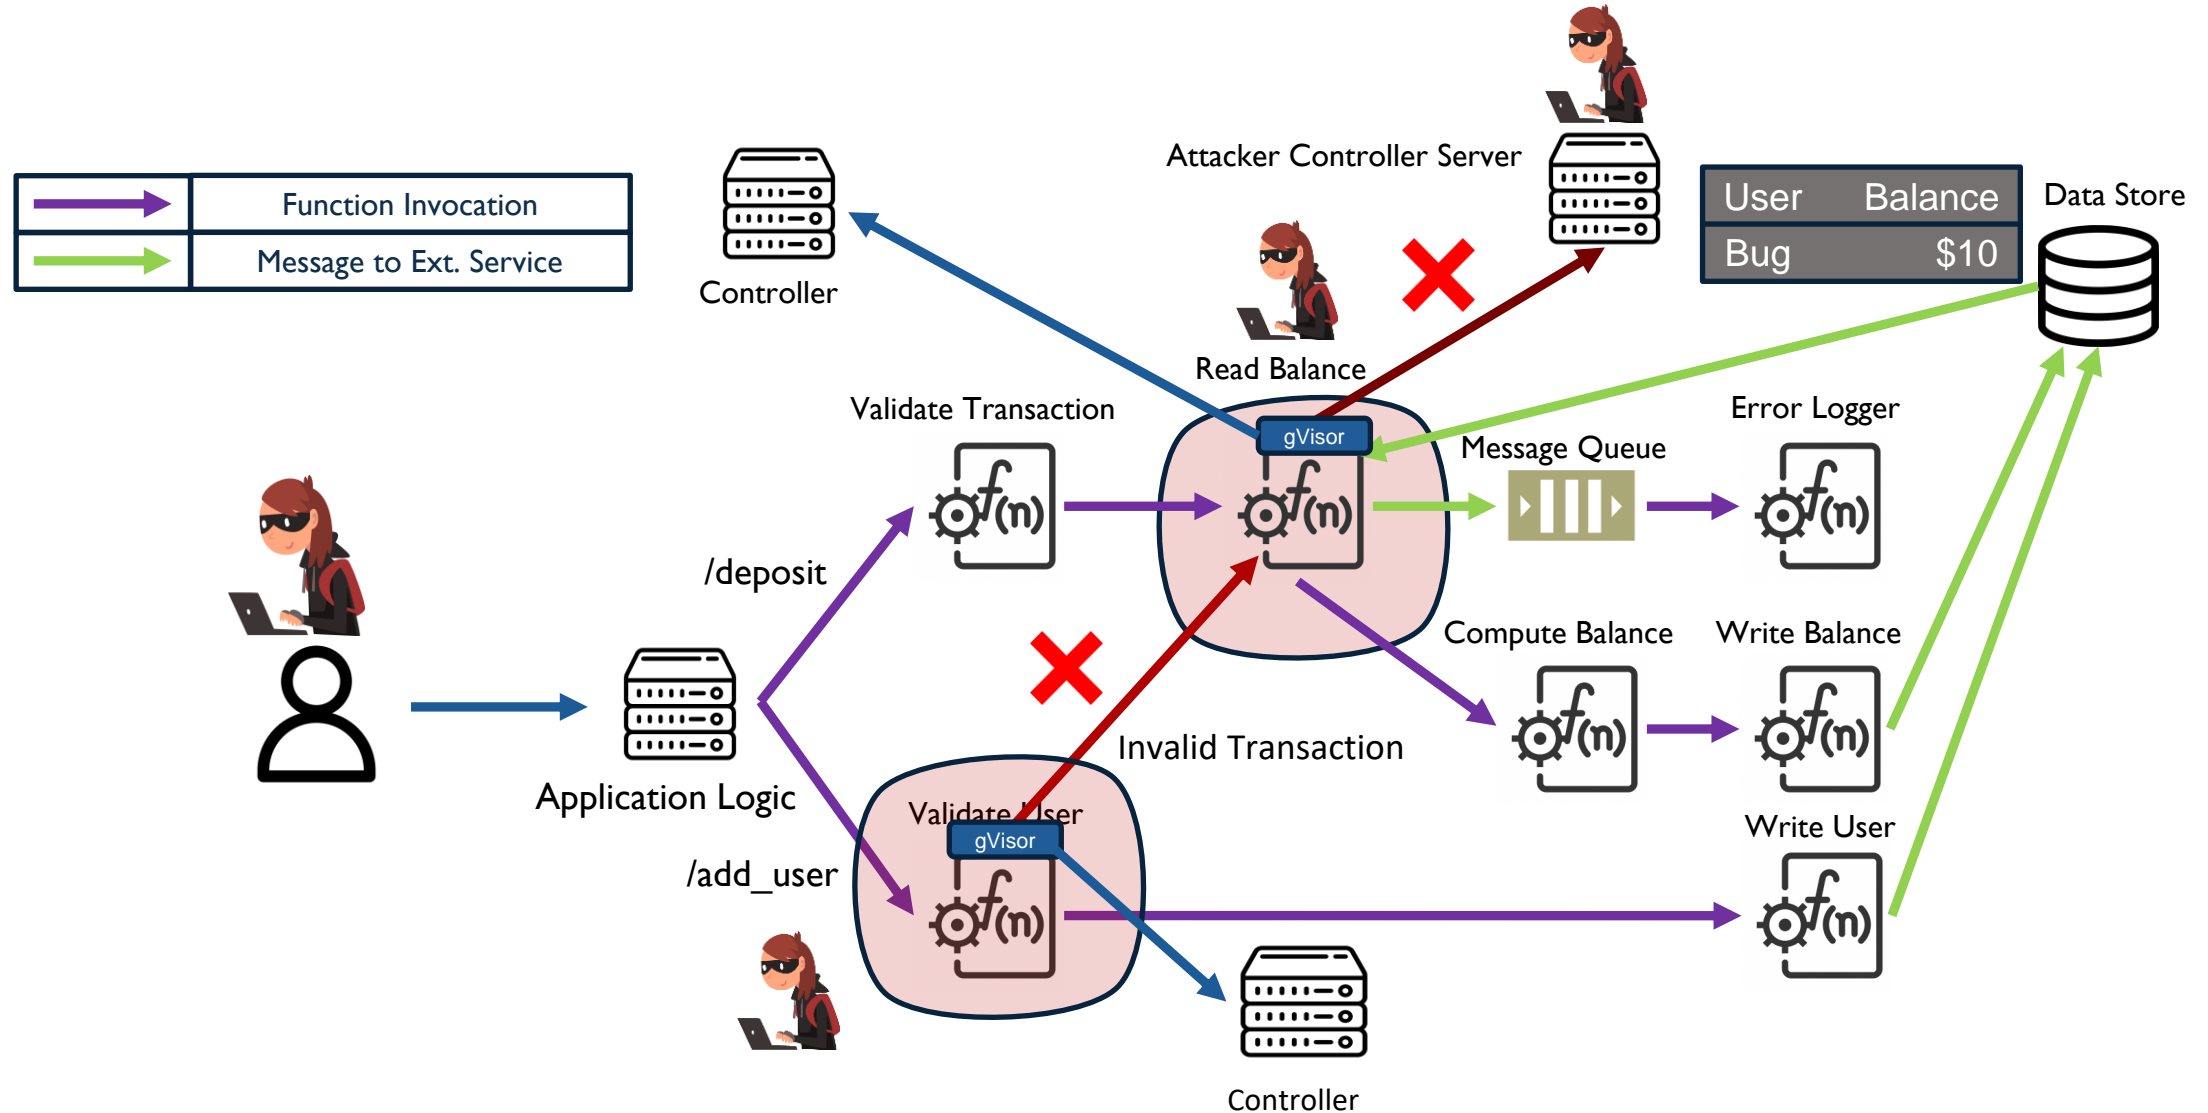 Function Invocation
Message to Ext. Service
Controller
Attacker Controller Server
User Balance
Bug $10
Data Store
Read Balance
Validate Transaction
gVisor
Message Queue
Error Logger
f(n)
f(n)
f(n)
/deposit
Compute Balance
Write Balance
f(n)
f(n)
Application Logic
Invalid Transaction
Validate User
gVisor
Write User
/add_user
f(n)
f(n)
Controller